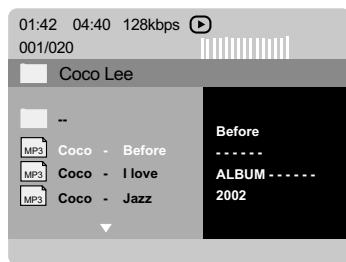 01:42 04:40 128kbps
001/020
Coco Lee
--
MP3 Coco - Before
MP3 Coco - I love
MP3 Coco - Jazz
Before
- - - - - -
ALBUM - - - - - -
2002